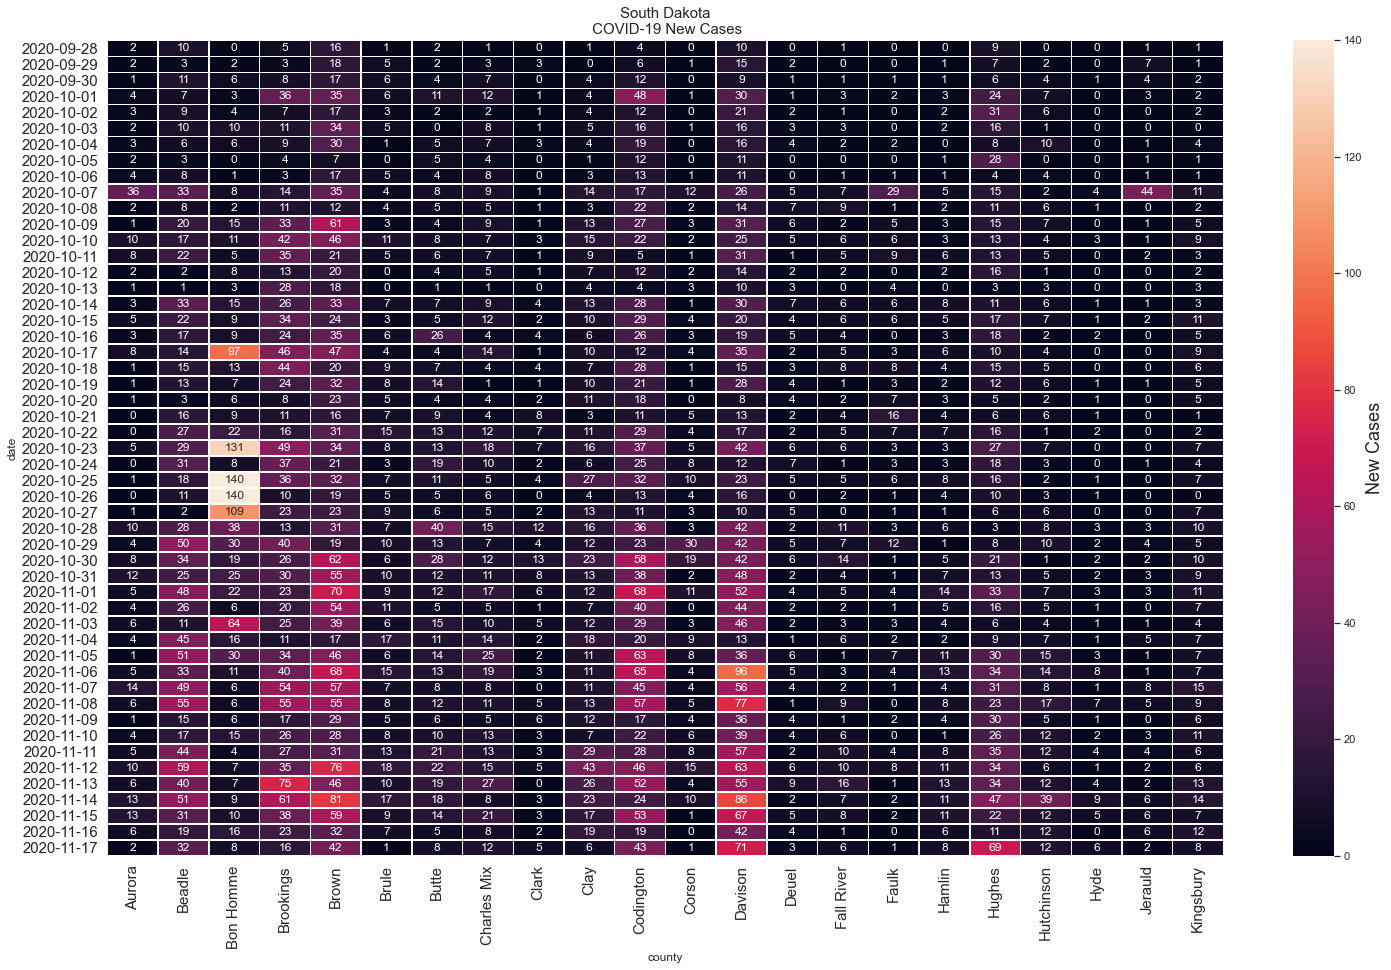 South Dakota
COVID-19 New Cases
2020-09-28 2 10 0 5 16 1 2 1 0 1 4 0 10 0 1 0 0 9 0 0 1 1
2020-09-29 2 3 2 3 18 5 2 3 3 0 6 1 15 2 0 0 1 7 2 0 7 1
2020-09-30 1 11 6 8 17 6 4 7 0 4 12 0 9 1 1 1 1 6 4 1 4 2
2020-10-01 4 7 3 36 35 6 11 12 1 4 48 1 30 1 3 2 3 24 7 0 3 2
2020-10-02 3 9 4 7 17 3 2 2 1 4 12 0 21 2 1 0 2 31 6 0 0 2
2020-10-03 2 10 10 11 34 5 0 8 1 5 16 1 16 3 3 0 2 16 1 0 0 0
2020-10-04 3 6 6 9 30 1 5 7 3 4 19 0 16 4 2 2 0 8 10 0 1 4
2020-10-05 2 3 0 4 7 0 5 4 0 1 12 0 11 0 0 0 1 28 0 0 1 1
2020-10-06 4 8 1 3 17 5 4 8 0 3 13 1 11 0 1 1 1 4 4 0 1 1
2020-10-07 36 33 8 14 35 4 8 9 1 14 17 12 26 5 7 29 5 15 2 4 44 11
2020-10-08 2 8 2 11 12 4 5 5 1 3 22 2 14 7 9 1 2 11 6 1 0 2
2020-10-09 1 20 15 33 61 3 4 9 1 13 27 3 31 6 2 5 3 15 7 0 1 5
2020-10-10 10 17 11 42 46 11 8 7 3 15 22 2 25 5 6 6 3 13 4 3 1 9
2020-10-11 8 22 5 35 21 5 6 7 1 9 5 1 31 1 5 9 6 13 5 0 2 3
2020-10-12 2 2 8 13 20 0 4 5 1 7 12 2 14 2 2 0 2 16 1 0 0 2
2020-10-13 1 1 3 28 18 0 1 1 0 4 4 3 10 3 0 4 0 3 3 0 0 3
2020-10-14 3 33 15 26 33 7 7 9 4 13 28 1 30 7 6 6 8 11 6 1 1 3
2020-10-15 5 22 9 34 24 3 5 12 2 10 29 4 20 4 6 6 5 17 7 1 2 11
2020-10-16 3 17 9 24 35 6 26 4 4 6 26 3 19 5 4 0 3 18 2 2 0 5
2020-10-17 8 14 97 46 47 4 4 14 1 10 12 4 35 2 5 3 6 10 4 0 0 9
2020-10-18 1 15 13 44 20 9 7 4 4 7 28 1 15 3 8 8 4 15 5 0 0 6
2020-10-19 1 13 7 24 32 8 14 1 1 10 21 1 28 4 1 3 2 12 6 1 1 5
2020-10-20 1 3 6 8 23 5 4 4 2 11 18 0 8 4 2 7 3 5 2 1 0 5
2020-10-21 0 16 9 11 16 7 9 4 8 3 11 5 13 2 4 16 4 6 6 1 0 1
2020-10-22 0 27 22 16 31 15 13 12 7 11 29 4 17 2 5 7 7 16 1 2 0 2
2020-10-23 5 29 131 49 34 8 13 18 7 16 37 5 42 6 6 3 3 27 7 0 0 7
2020-10-24 0 31 8 37 21 3 19 10 2 6 25 8 12 7 1 3 3 18 3 0 1 4
2020-10-25 1 18 140 36 32 7 11 5 4 27 32 10 23 5 5 6 8 16 2 1 0 7
2020-10-26 0 11 140 10 19 5 5 6 0 4 13 4 16 0 2 1 4 10 3 1 0 0
2020-10-27 1 2 109 23 23 9 6 5 2 13 11 3 10 5 0 1 1 6 6 0 0 7
2020-10-28 10 28 38 13 31 7 40 15 12 16 36 3 42 2 11 6 3 8 3 3 3 10
2020-10-29 4 50 30 40 19 10 13 7 4 12 23 30 42 5 7 12 1 8 10 2 4 5
2020-10-30 8 34 19 26 62 6 28 12 13 23 58 19 42 6 14 1 5 21 1 2 2 10
2020-10-31 12 25 25 30 55 10 12 11 8 13 38 2 48 2 4 1 7 13 5 2 3 9
2020-11-01 5 48 22 23 70 9 12 17 6 12 68 11 52 4 5 4 14 33 7 3 3 11
2020-11-02 4 26 6 20 54 11 5 5 1 7 40 0 44 2 2 1 5 16 5 1 0 7
2020-11-03 6 11 64 25 39 6 15 10 5 12 29 3 46 2 3 3 6 4 6 1 1 4
2020-11-04 4 45 16 11 17 17 11 14 2 18 20 9 13 1 6 2 2 9 7 1 5 7
2020-11-05 1 51 30 34 46 6 14 25 2 11 63 8 36 6 1 7 11 30 15 3 1 7
2020-11-06 5 33 11 40 68 15 13 19 3 11 65 4 96 5 3 4 13 34 14 8 1 7
2020-11-07 14 49 6 54 57 7 8 8 0 11 45 4 56 4 2 1 4 31 8 1 8 15
2020-11-08 6 55 6 55 55 8 12 11 5 13 57 5 77 1 9 0 8 23 17 7 5 9
2020-11-09 1 15 6 17 29 5 6 5 6 12 17 4 36 4 1 2 4 30 5 1 0 6
2020-11-10 4 17 15 26 28 8 10 13 3 7 22 6 39 4 6 0 1 26 12 2 3 11
2020-11-11 5 44 4 27 31 13 21 13 3 29 28 8 57 2 10 4 8 35 12 4 4 6
2020-11-12 10 59 7 35 76 18 22 15 5 43 46 15 63 6 10 8 11 34 6 1 2 6
2020-11-13 6 40 7 75 46 10 19 27 0 26 52 4 55 9 16 1 13 34 12 4 2 13
2020-11-14 13 51 9 61 81 17 18 8 3 23 24 10 86 2 7 2 11 47 39 9 6 14
2020-11-15 13 31 10 38 59 9 14 21 3 17 53 1 67 5 8 2 11 22 12 5 6 7
2020-11-16 6 19 16 23 32 7 5 8 2 19 19 0 42 4 1 0 6 11 12 0 6 12
2020-11-17 2 32 8 16 42 1 8 12 5 6 43 1 71 3 6 1 8 69 12 6 2 8
Aurora Beadle Bon Homme Brookings Brown Brule Butte Charles Mix Clark Clay Codington Corson Davison Deuel Fall River Faulk Hamlin Hughes Hutchinson Hyde Jerauld Kingsbury
county
date
140
120
100
80
60
40
20
0
New Cases